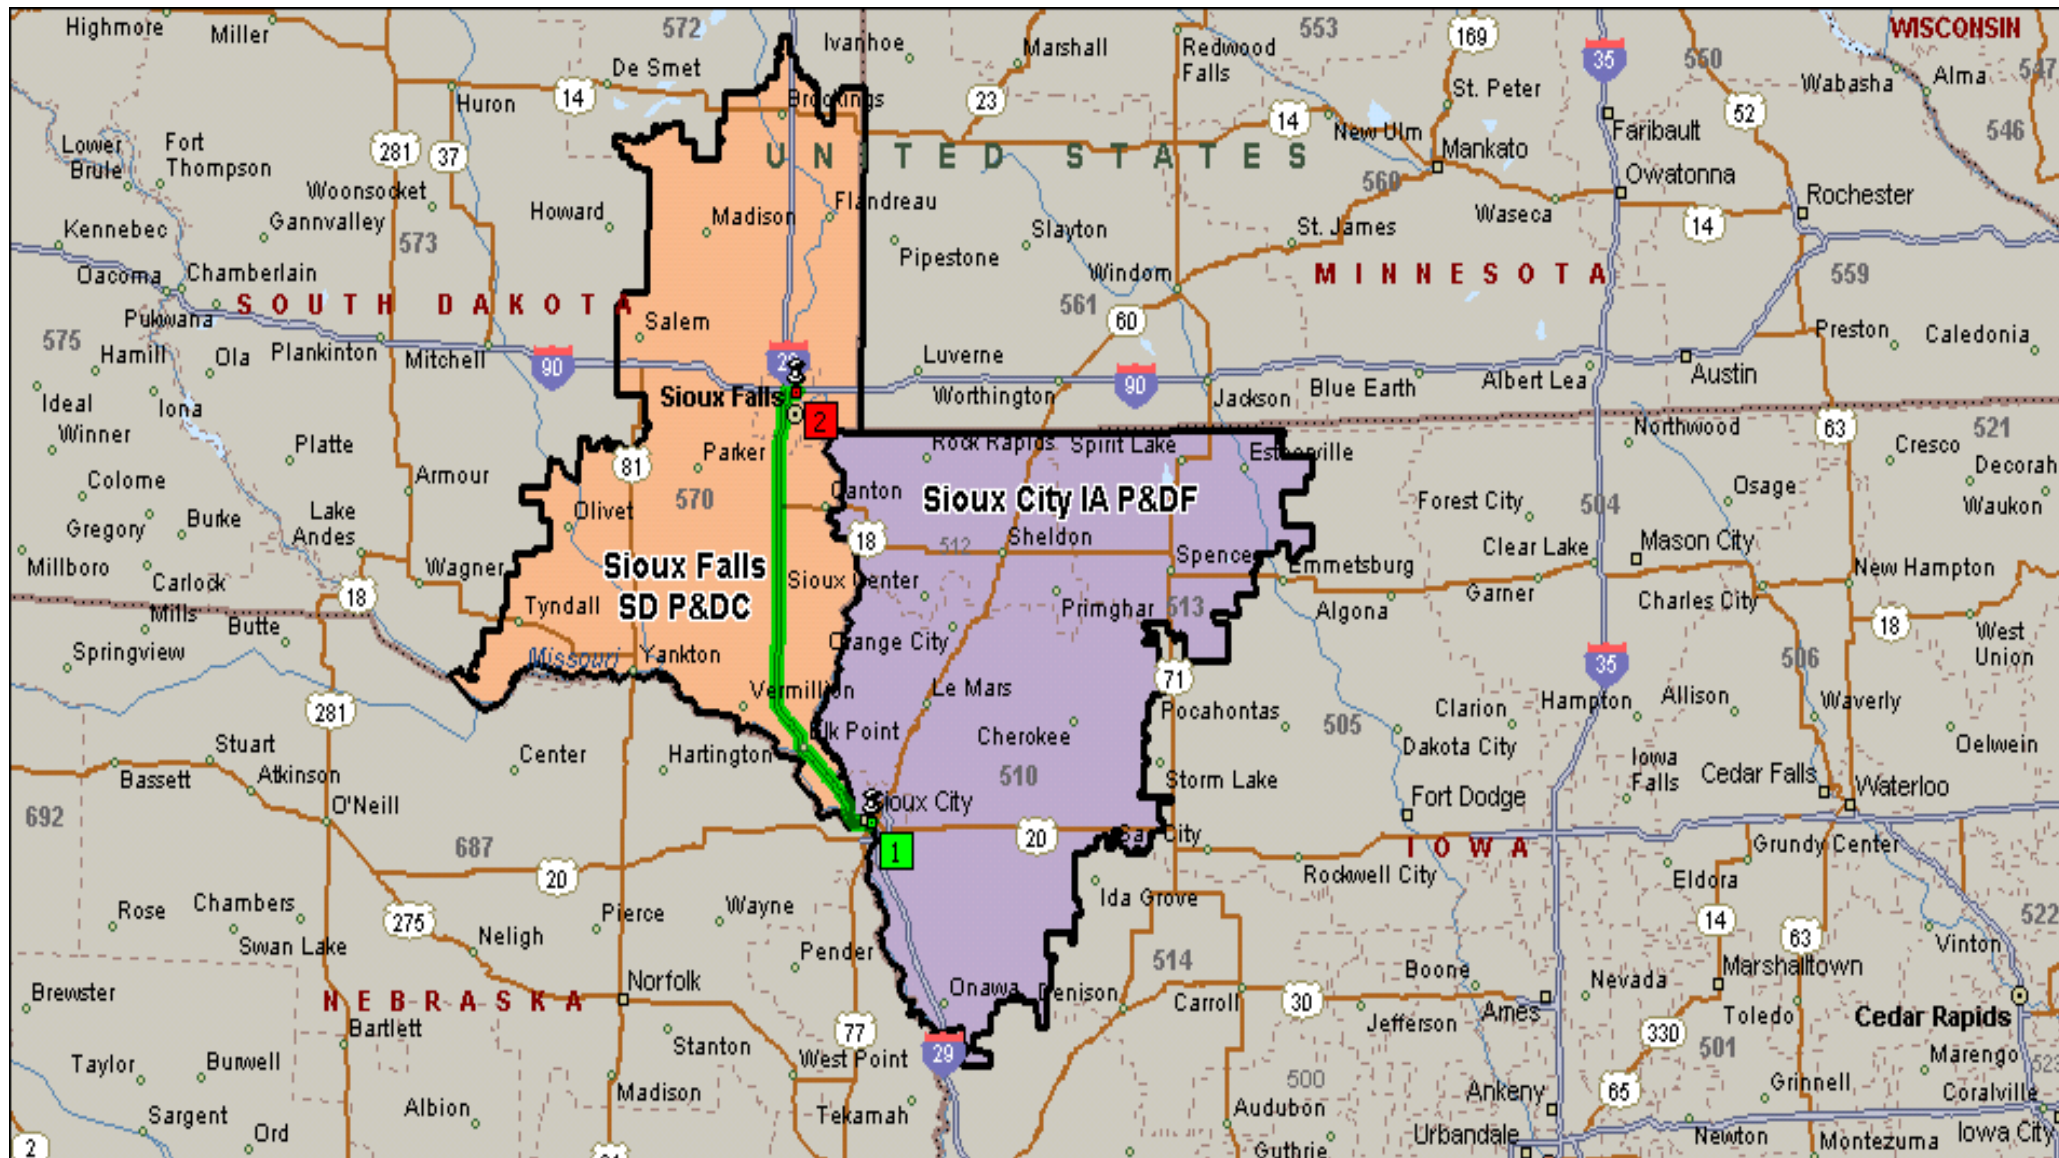 Highmore
Miller
572
Ivanhoe
Marshall
Redwood
Falls
553
169
35
550
WISCONSIN
Wabasha
Alma
547
De Smet
Huron
14
Brookings
23
14
St. Peter
New Ulm
Mankato
52
Faribault
546
Lower
Brule
Fort
Thompson
281
37
UNITED STATES
560
Owatonna
Rochester
Woonsocket
Gannvalley
Howard
Madison
Flandreau
Slayton
St. James
Waseca
14
Kennebec
573
Pipestone
Windom
MINNESOTA
559
Oacoma
Chamberlain
SOUTH DAKOTA
Pukwana
561
60
Salem
575
Hamill
Ola
Plankinton
Mitchell
90
29
Luverne
Worthington
90
Jackson
Blue Earth
Albert Lea
Austin
Preston
Caledonia
Ideal
Iona
Winner
Sioux Falls
2
Northwood
63
521
Platte
Parker
81
Rock Rapids
Spirit Lake
Estherville
Cresco
Decorah
Colome
Armour
570
Canton
Sioux City IA P&DF
Forest City
504
Osage
Waukon
Gregory
Burke
Lake
Andes
Olivet
18
512
Sheldon
Spence
Clear Lake
Mason City
Millboro
Carlock
Mills
Wagner
Sioux Falls
SD P&DC
Sioux Center
Emmetsburg
Garner
New Hampton
18
Tyndall
Primghar
513
Algona
Charles City
18
Butte
Springview
Missouri
Yankton
Orange City
West
Union
506
35
71
281
Vermillion
Le Mars
Pocahontas
505
Clarion
Hampton
Allison
Waverly
Stuart
Bassett
Atkinson
Center
Hartington
Elk Point
Cherokee
Dakota City
Iowa
Falls
Oelwein
510
Storm Lake
Cedar Falls
Waterloo
692
O'Neill
Sioux City
Fort Dodge
687
20
1
20
Sac City
IOWA
Grundy Center
Rockwell City
Eldora
Rose
Chambers
Swan Lake
275
Neligh
Pierce
Wayne
Ida Grove
14
63
522
Pender
514
Boone
Nevada
Marshalltown
Vinton
Brewster
NEBRASKA
Norfolk
Onawa
Denison
Carroll
30
Jefferson
Ames
Toledo
Cedar Rapids
Bartlett
77
29
330
501
Taylor
Burwell
Stanton
West Point
Marengo
523
Madison
500
Ankeny
65
Grinnell
Coralville
Sargent
Albion
Tekamah
Audubon
2
Ord
Guthrie
Urbandale
Newton
Montezuma
Iowa City